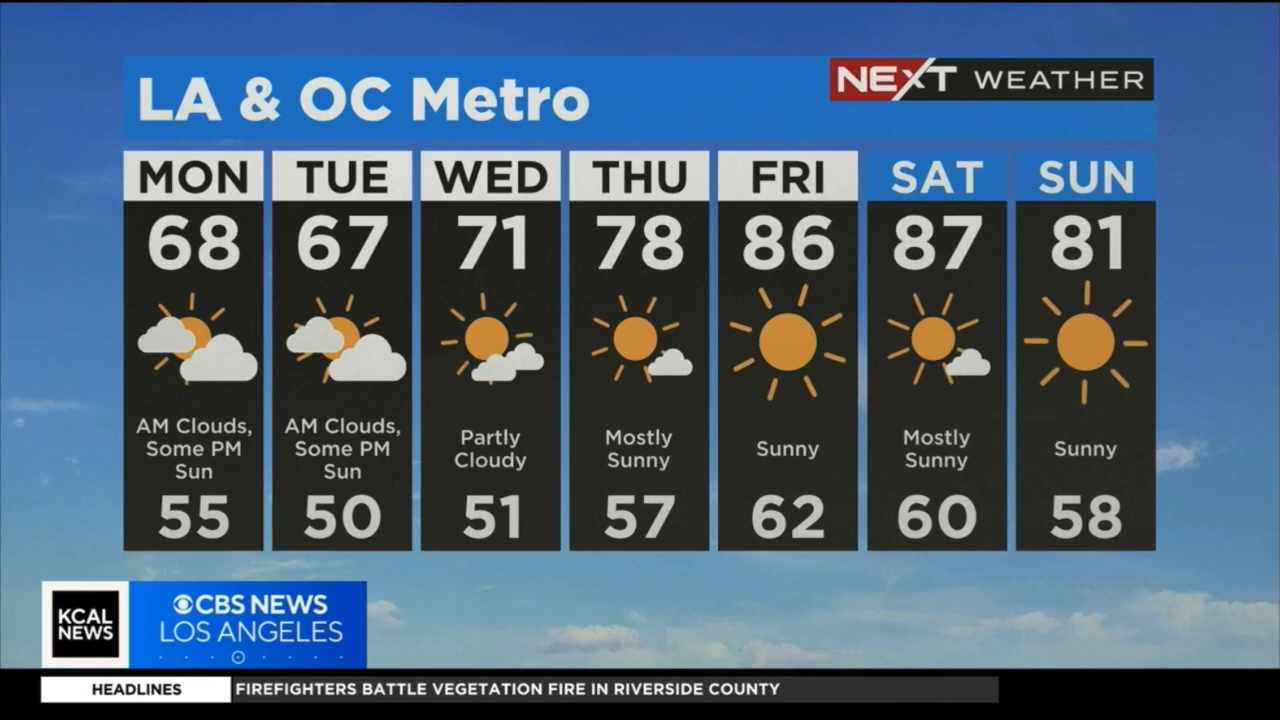 LA & OC Metro
NEXT WEATHER
MON TUE WED THU FRI SAT SUN
68 67 71 78 86 87 81
AM Clouds,
Some PM
Sun
AM Clouds,
Some PM
Sun
Partly
Cloudy
Mostly
Sunny
Sunny
Mostly
Sunny
Sunny
55 50 51 57 62 60 58
KCAL
NEWS
CBS NEWS
LOS ANGELES
HEADLINES
FIREFIGHTERS BATTLE VEGETATION FIRE IN RIVERSIDE COUNTY